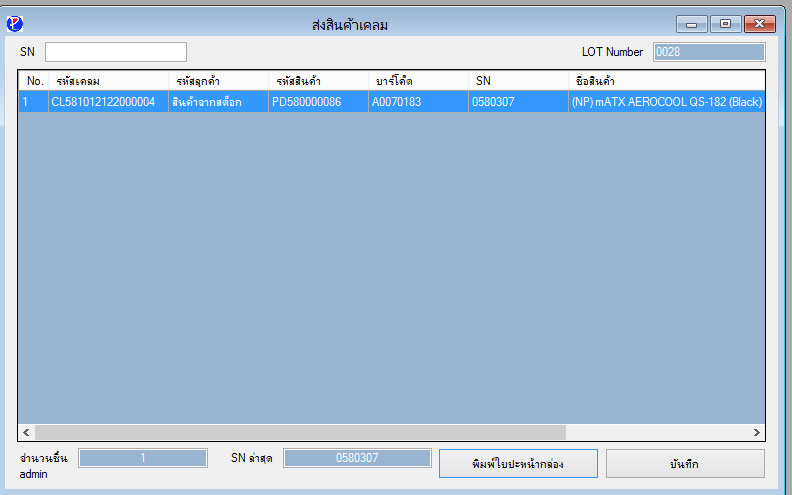 ส่งสินค้าเคลม
SN LOT Number 0028
No. รหัสเคลม รหัสลูกค้า รหัสสินค้า บาร์โค้ด SN ชื่อสินค้า
1 CL581012122000004 สินค้าจากสต็อก PD580000086 A0070183 0580307 (NP) mATX AEROCOOL QS-182 (Black)
จำนวนชิ้น 1 SN ล่าสุด 0580307 พิมพ์ใบปะหน้ากล่อง บันทึก
admin